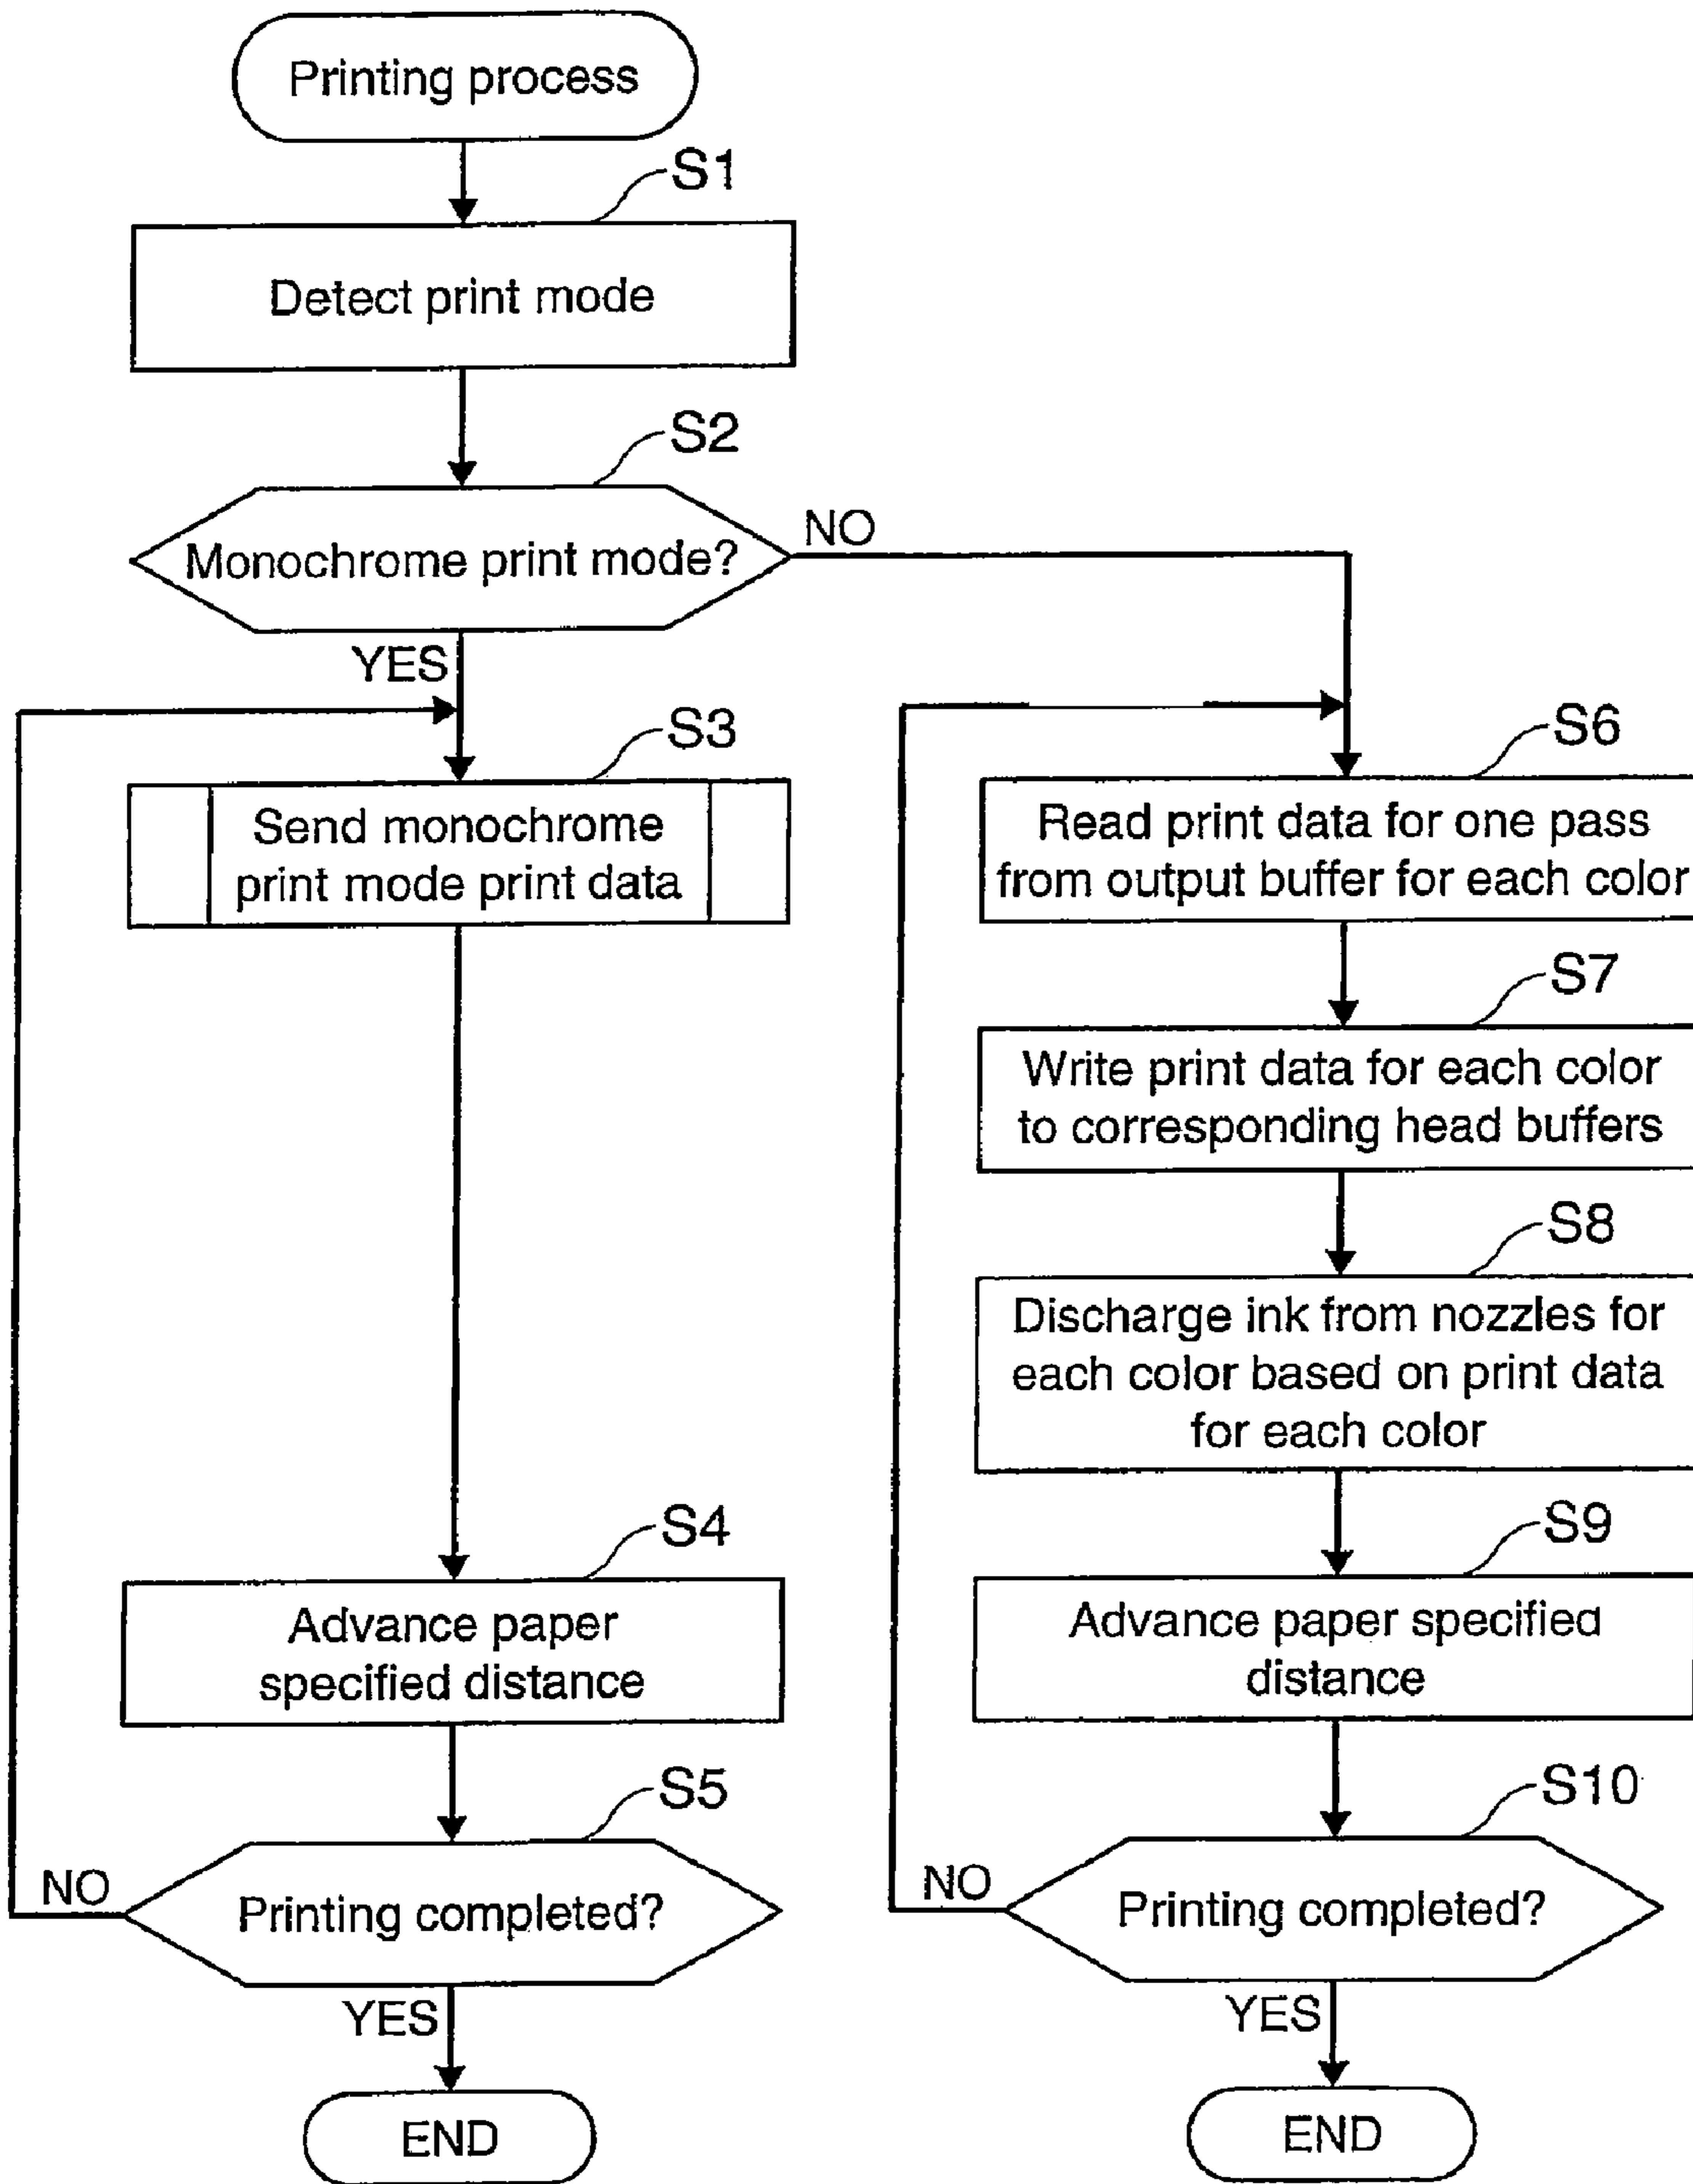 Printing process
S1
Detect print mode
S2
Monochrome print mode?
NO
YES
S3
Send monochrome
print mode print data
S4
Advance paper
specified distance
S5
Printing completed?
NO
YES
END
S6
Read print data for one pass
from output buffer for each color
S7
Write print data for each color
to corresponding head buffers
S8
Discharge ink from nozzles for
each color based on print data
for each color
S9
Advance paper specified
distance
S10
Printing completed?
NO
YES
END